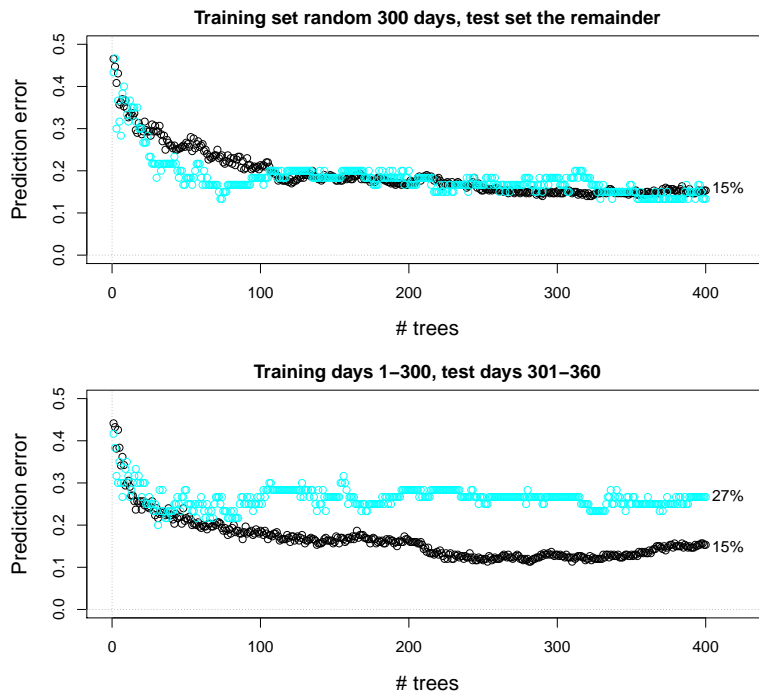 Training set random 300 days, test set the remainder
Prediction error
0.5
0.4
0.3
0.2
0.1
0.0
15%
0 100 200 300 400
# trees
Training days 1−300, test days 301−360
Prediction error
0.5
0.4
0.3
0.2
0.1
0.0
27%
15%
0 100 200 300 400
# trees